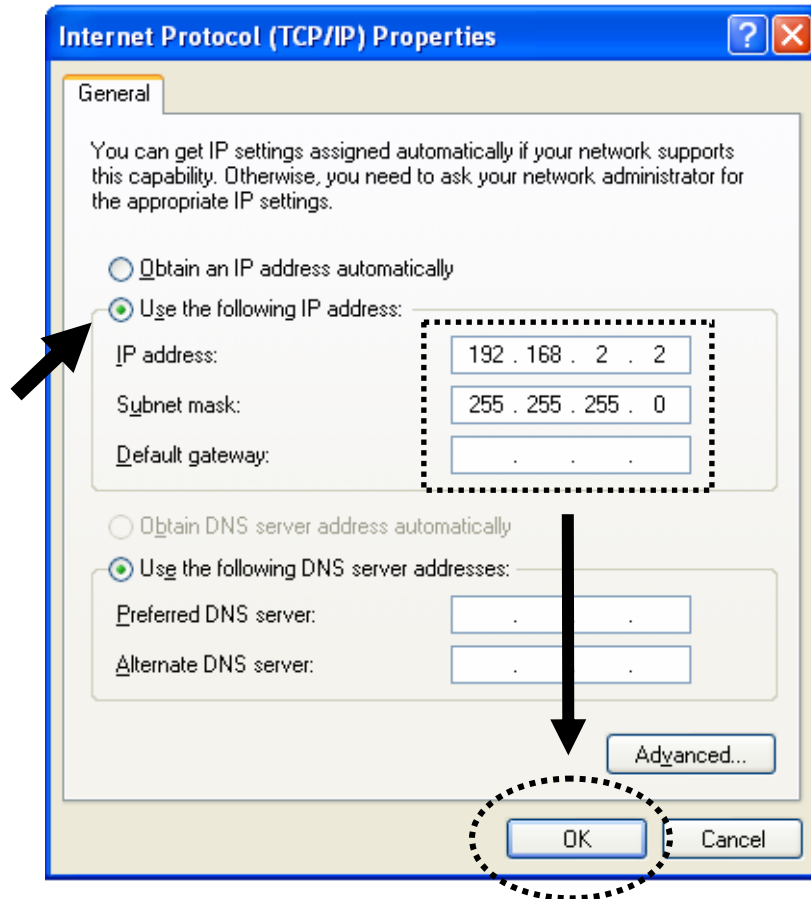 Internet Protocol (TCP/IP) Properties
General
You can get IP settings assigned automatically if your network supports
this capability. Otherwise, you need to ask your network administrator for
the appropriate IP settings.
Obtain an IP address automatically
Use the following IP address:
IP address: 192 . 168 . 2 . 2
Subnet mask: 255 . 255 . 255 . 0
Default gateway: . . .
Obtain DNS server address automatically
Use the following DNS server addresses:
Preferred DNS server: . . .
Alternate DNS server: . . .
Advanced...
OK Cancel